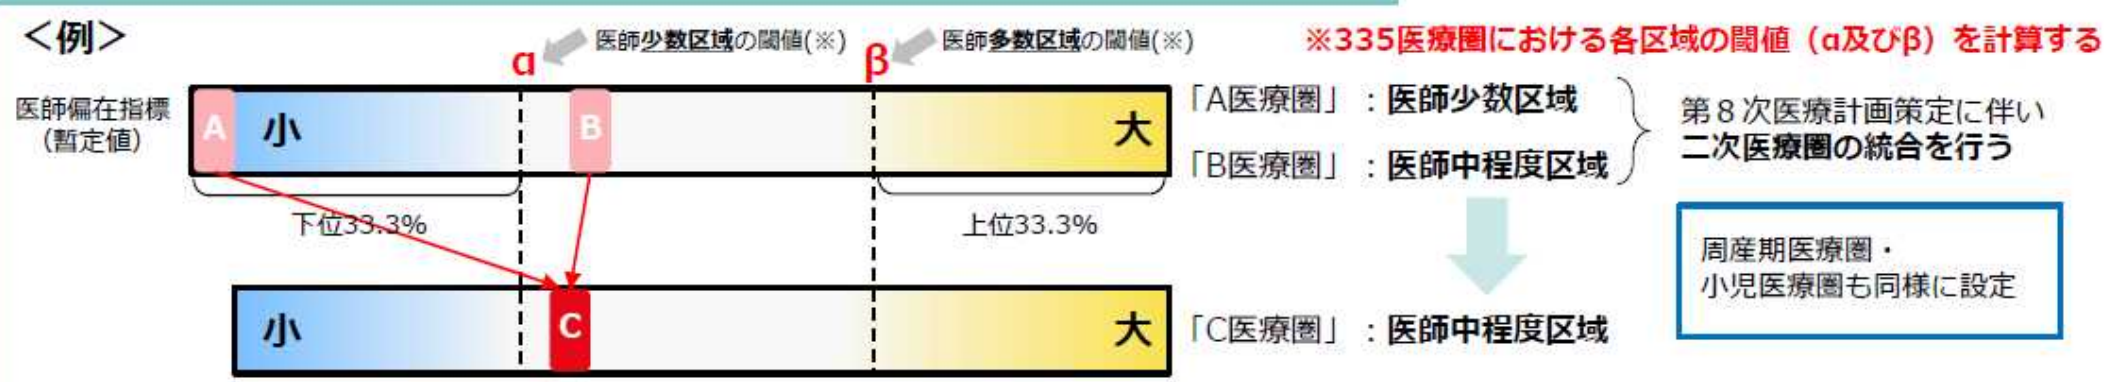 ＜例＞
医師少数区域の閾値(※)
医師多数区域の閾値(※)
※335医療圏における各区域の閾値（α及びβ）を計算する
α
β
医師偏在指標
（暫定値）
A
小
B
大
「A医療圏」：医師少数区域
「B医療圏」：医師中程度区域
第８次医療計画策定に伴い
二次医療圏の統合を行う
下位33.3%
上位33.3%
周産期医療圏・
小児医療圏も同様に設定
小
C
大
「C医療圏」：医師中程度区域